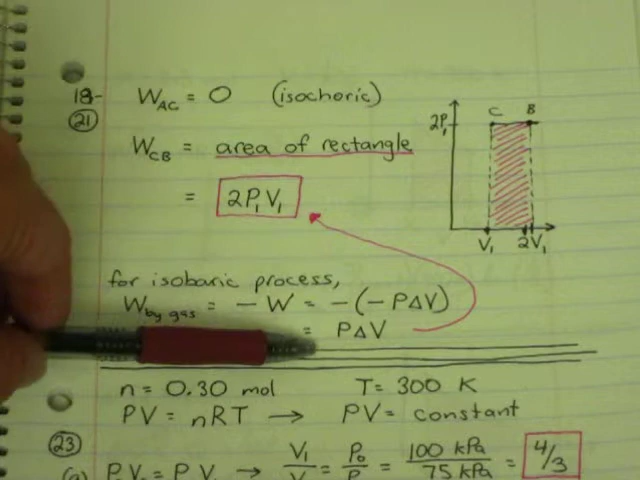 18- W_AC = 0 (isochoric)
(21)
W_CB = area of rectangle
= 2P₁V₁
2P₁ C B
V₁ 2V₁
for isobaric process,
W_by gas = -W = -(-PΔV)
= PΔV
n = 0.30 mol T = 300 K
PV = nRT → PV = constant
(23)
V₁ P₀ 100 kPa 4/3
→ = = =
75 kPa